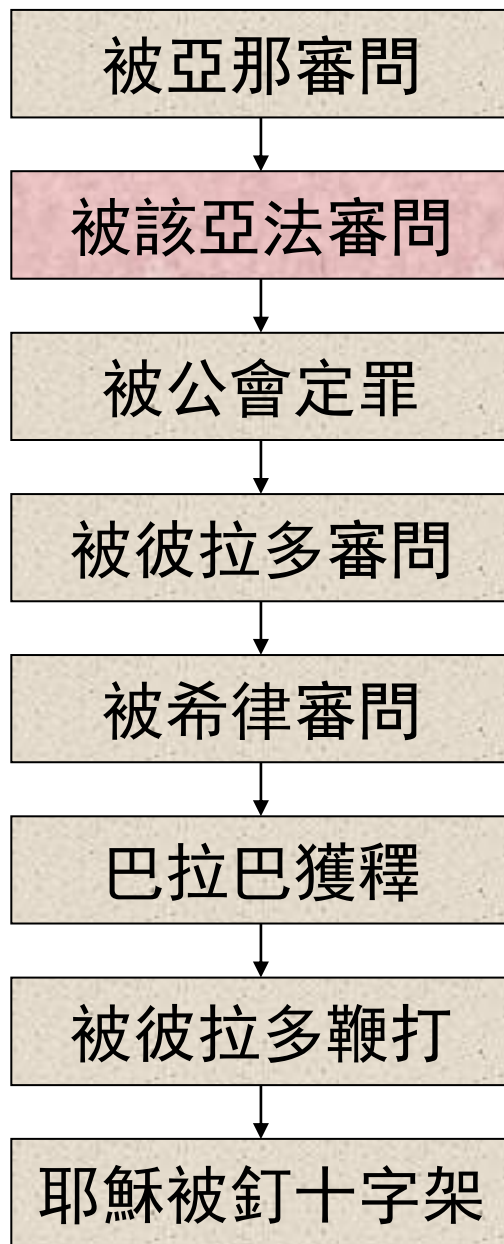 被亞那審問
被該亞法審問
被公會定罪
被彼拉多審問
被希律審問
巴拉巴獲釋
被彼拉多鞭打
耶穌被釘十字架